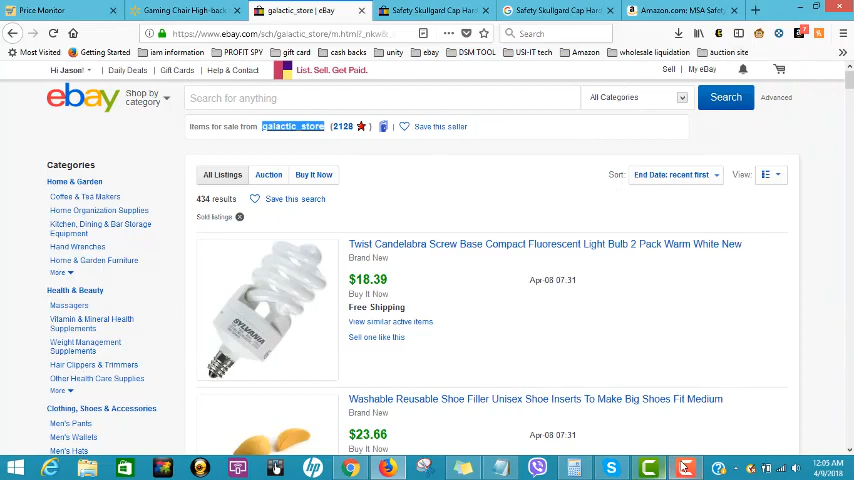 Price Monitor
Gaming Chair High-back C
galactic_store | eBay
Safety Skullgard Cap Hard
Safety Skullgard Cap Hard
Amazon.com: MSA Safety
https://www.ebay.com/sch/galactic_store/m.html?_nkw&
Search
Most Visited
Getting Started
iam information
PROFIT SPY
gift card
cash backs
unity
ebay
DSM TOOL
USI-IT tech
Amazon
wholesale liquidation
auction site
Hi Jason!
Daily Deals
Gift Cards
Help & Contact
List. Sell. Get Paid.
Sell
My eBay
ebay
Shop by category
Search for anything
All Categories
Search
Advanced
Items for sale from galactic_store (2128 ) | Save this seller
Categories
Home & Garden
Coffee & Tea Makers
Home Organization Supplies
Kitchen, Dining & Bar Storage
Equipment
Hand Wrenches
Home & Garden Furniture
More
Health & Beauty
Massagers
Vitamin & Mineral Health
Supplements
Weight Management
Supplements
Hair Clippers & Trimmers
Other Health Care Supplies
More
Clothing, Shoes & Accessories
Men's Pants
Men's Wallets
Men's Hats
All Listings
Auction
Buy It Now
Sort: End Date: recent first
View:
434 results
Save this search
Sold listings
SYLVANIA
Twist Candelabra Screw Base Compact Fluorescent Light Bulb 2 Pack Warm White New
Brand New
$18.39
Apr-08 07:31
Buy It Now
Free Shipping
View similar active items
Sell one like this
Washable Reusable Shoe Filler Unisex Shoe Inserts To Make Big Shoes Fit Medium
Brand New
$23.66
Apr-08 07:31
Buy It Now
12:05 AM
4/9/2018